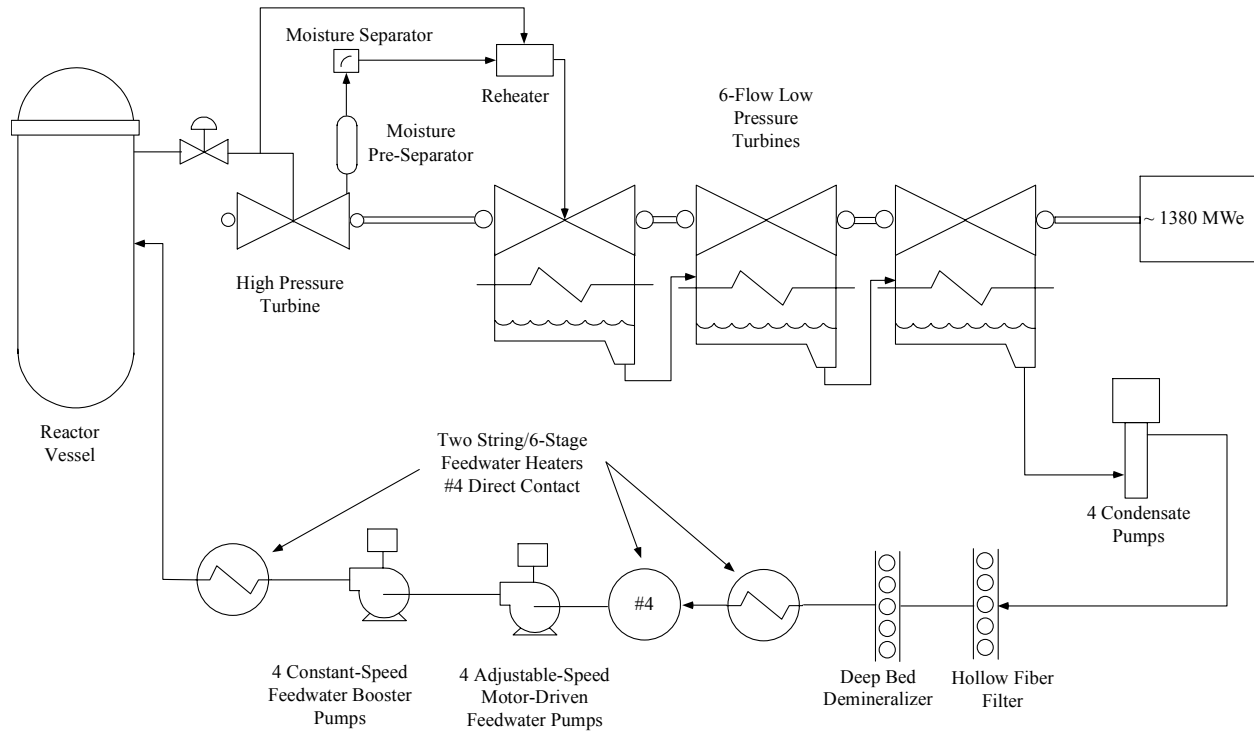 Moisture Separator
Reheater
6-Flow Low
Pressure
Turbines
Moisture
Pre-Separator
~ 1380 MWe
High Pressure
Turbine
Reactor
Vessel
Two String/6-Stage
Feedwater Heaters
#4 Direct Contact
4 Condensate
Pumps
#4
4 Constant-Speed
Feedwater Booster
Pumps
4 Adjustable-Speed
Motor-Driven
Feedwater Pumps
Deep Bed
Demineralizer
Hollow Fiber
Filter